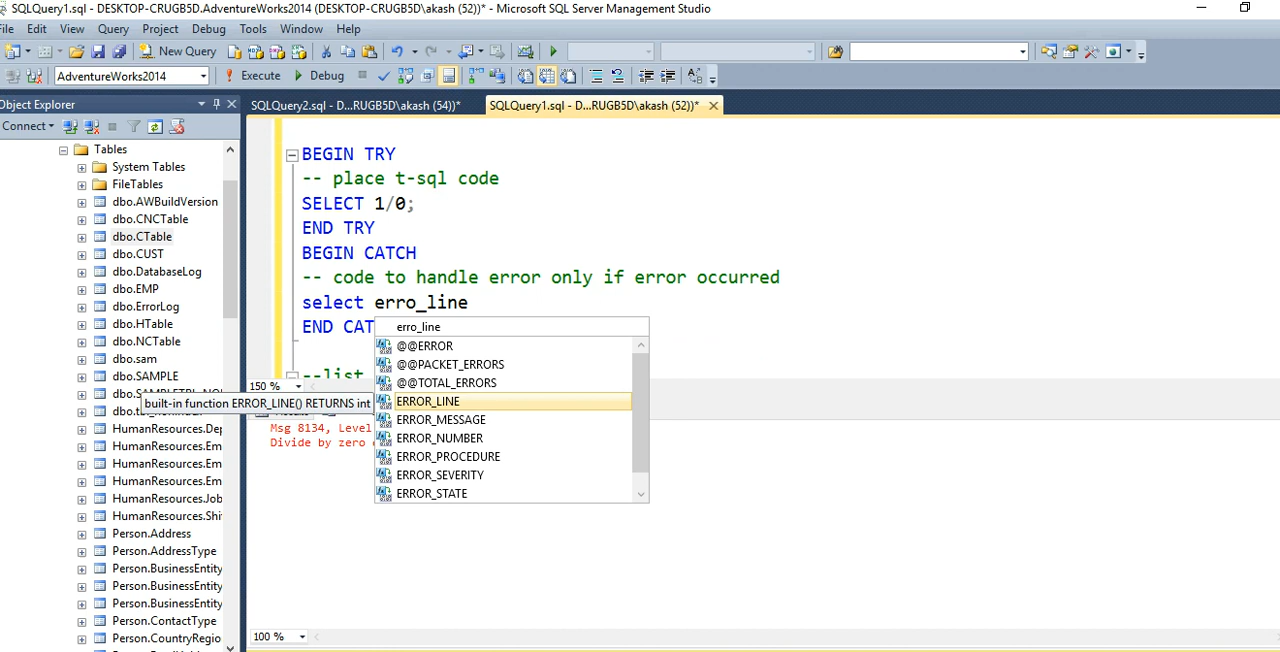 SQLQuery1.sql - DESKTOP-CRUGB5D.AdventureWorks2014 (DESKTOP-CRUGB5D\akash (52))* - Microsoft SQL Server Management Studio
File Edit View Query Project Debug Tools Window Help
New Query
AdventureWorks2014 Execute Debug
Object Explorer
Connect
Tables
System Tables
FileTables
dbo.AWBuildVersion
dbo.CNCTable
dbo.CTable
dbo.CUST
dbo.DatabaseLog
dbo.EMP
dbo.ErrorLog
dbo.HTable
dbo.NCTable
dbo.sam
dbo.SAMPLE
HumanResources.De
HumanResources.Em
HumanResources.Em
HumanResources.Em
HumanResources.Job
HumanResources.Shi
Person.Address
Person.AddressType
Person.BusinessEntity
Person.BusinessEntity
Person.BusinessEntity
Person.ContactType
Person.CountryRegio
SQLQuery2.sql - D...RUGB5D\akash (54))* SQLQuery1.sql - D...RUGB5D\akash (52))*
BEGIN TRY
-- place t-sql code
SELECT 1/0;
END TRY
BEGIN CATCH
-- code to handle error only if error occurred
select erro_line
END CAT
--list
erro_line
@@ERROR
@@PACKET_ERRORS
@@TOTAL_ERRORS
ERROR_LINE
ERROR_MESSAGE
ERROR_NUMBER
ERROR_PROCEDURE
ERROR_SEVERITY
ERROR_STATE
150 %
built-in function ERROR_LINE() RETURNS int
Msg 8134, Level
Divide by zero
100 %